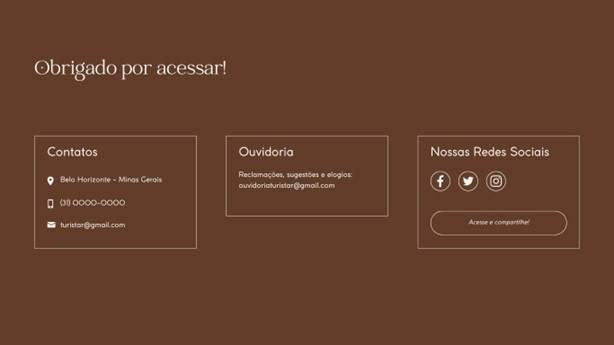 Obrigado por acessar!
Contatos
Belo Horizonte - Minas Gerais
(31) 0000-0000
turistar@gmail.com
Ouvidoria
Reclamações, sugestões e elogios:
ouvidoriaturistar@gmail.com
Nossas Redes Sociais
Acesse e compartilhe!